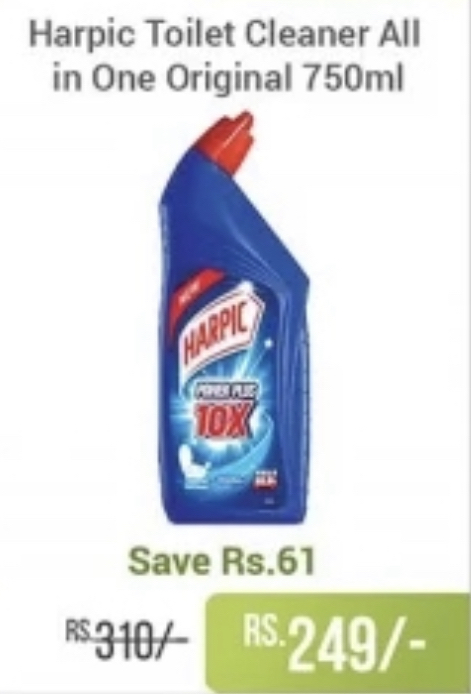 Harpic Toilet Cleaner All
in One Original 750ml
NEW
HARPIC
POWER PLUS
10X
Save Rs.61
RS.310/-
RS.249/-